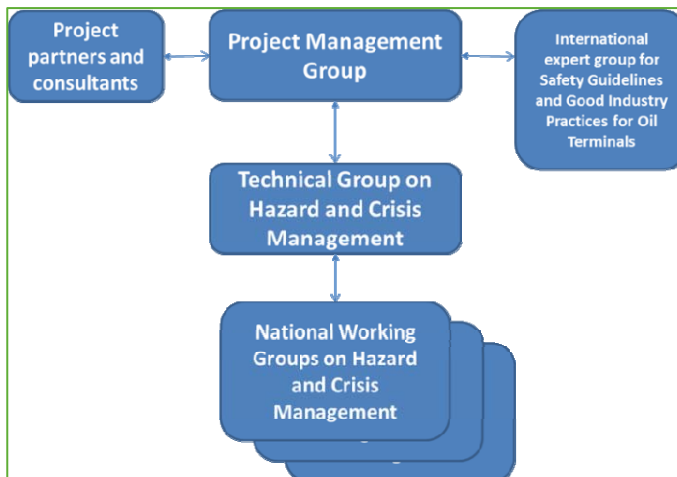 Project
partners and
consultants
Project Management
Group
International
expert group for
Safety Guidelines
and Good Industry
Practices for Oil
Terminals
Technical Group on
Hazard and Crisis
Management
National Working
Groups on Hazard
and Crisis
Management